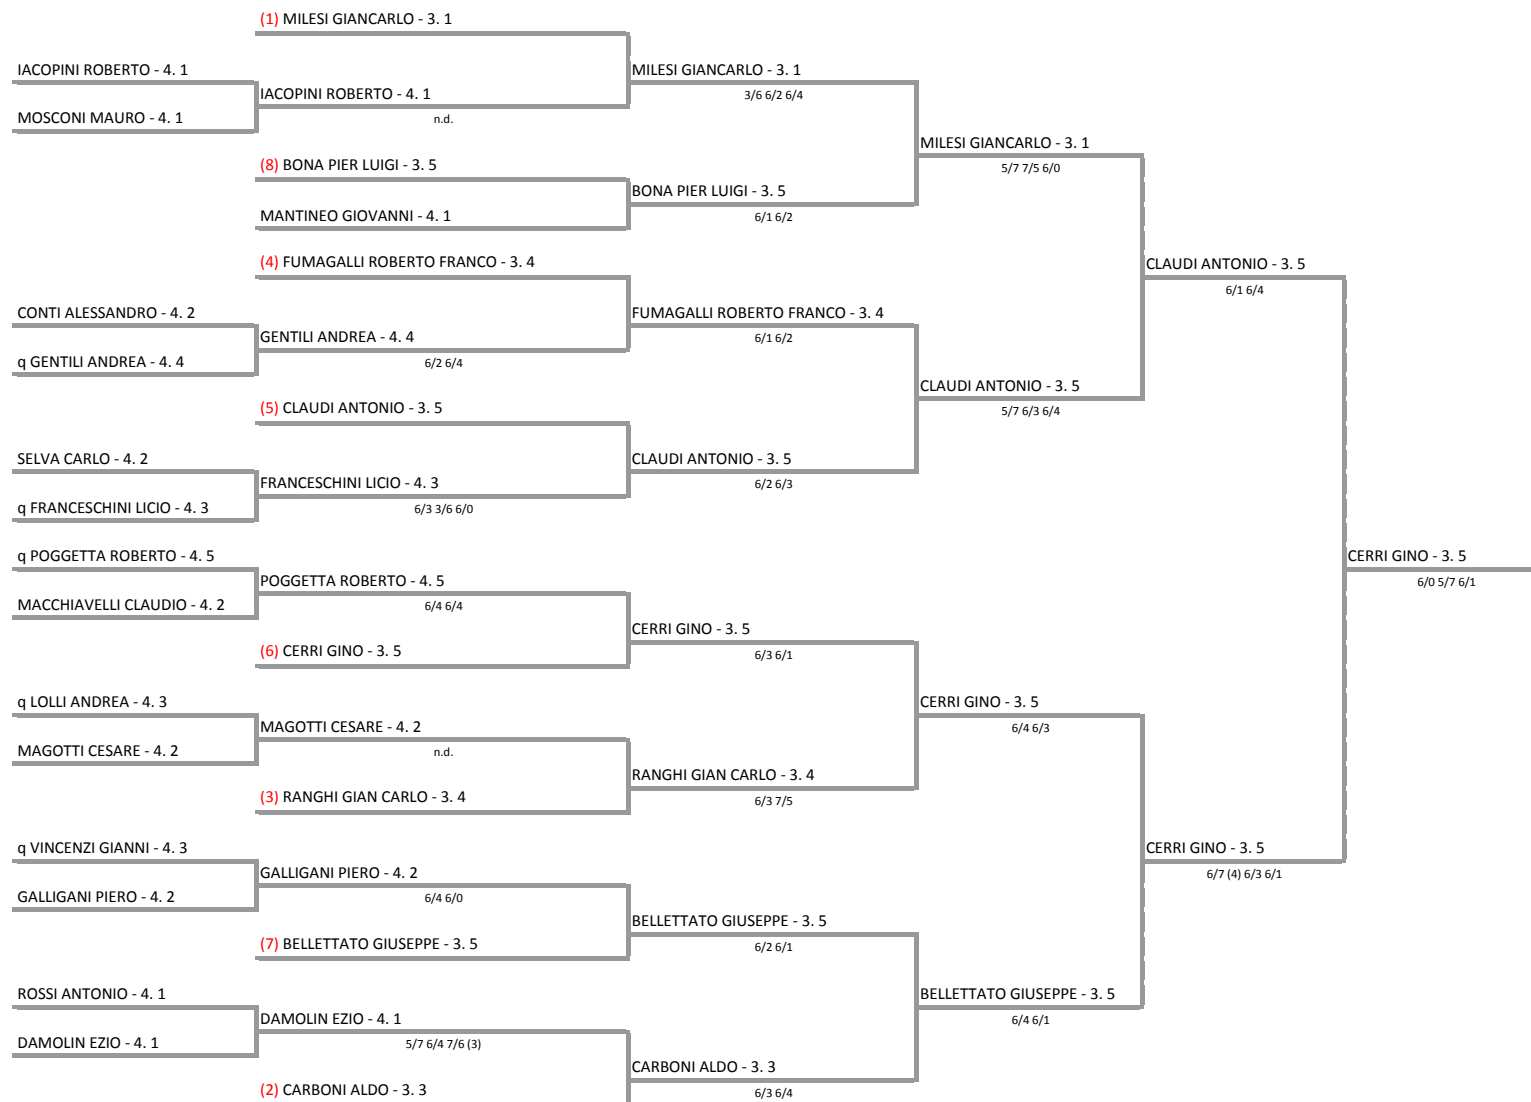 (1) MILESI GIANCARLO - 3. 1
IACOPINI ROBERTO - 4. 1
MILESI GIANCARLO - 3. 1
IACOPINI ROBERTO - 4. 1
3/6 6/2 6/4
MOSCONI MAURO - 4. 1
n.d.
MILESI GIANCARLO - 3. 1
(8) BONA PIER LUIGI - 3. 5
5/7 7/5 6/0
BONA PIER LUIGI - 3. 5
MANTINEO GIOVANNI - 4. 1
6/1 6/2
(4) FUMAGALLI ROBERTO FRANCO - 3. 4
CLAUDI ANTONIO - 3. 5
6/1 6/4
CONTI ALESSANDRO - 4. 2
FUMAGALLI ROBERTO FRANCO - 3. 4
GENTILI ANDREA - 4. 4
6/1 6/2
q GENTILI ANDREA - 4. 4
6/2 6/4
CLAUDI ANTONIO - 3. 5
(5) CLAUDI ANTONIO - 3. 5
5/7 6/3 6/4
SELVA CARLO - 4. 2
CLAUDI ANTONIO - 3. 5
FRANCESCHINI LICIO - 4. 3
6/2 6/3
q FRANCESCHINI LICIO - 4. 3
6/3 3/6 6/0
q POGGETTA ROBERTO - 4. 5
CERRI GINO - 3. 5
POGGETTA ROBERTO - 4. 5
6/0 5/7 6/1
MACCHIAVELLI CLAUDIO - 4. 2
6/4 6/4
CERRI GINO - 3. 5
(6) CERRI GINO - 3. 5
6/3 6/1
q LOLLI ANDREA - 4. 3
CERRI GINO - 3. 5
MAGOTTI CESARE - 4. 2
6/4 6/3
MAGOTTI CESARE - 4. 2
n.d.
RANGHI GIAN CARLO - 3. 4
(3) RANGHI GIAN CARLO - 3. 4
6/3 7/5
q VINCENZI GIANNI - 4. 3
CERRI GINO - 3. 5
GALLIGANI PIERO - 4. 2
6/7 (4) 6/3 6/1
GALLIGANI PIERO - 4. 2
6/4 6/0
BELLETTATO GIUSEPPE - 3. 5
(7) BELLETTATO GIUSEPPE - 3. 5
6/2 6/1
ROSSI ANTONIO - 4. 1
BELLETTATO GIUSEPPE - 3. 5
DAMOLIN EZIO - 4. 1
6/4 6/1
DAMOLIN EZIO - 4. 1
5/7 6/4 7/6 (3)
CARBONI ALDO - 3. 3
(2) CARBONI ALDO - 3. 3
6/3 6/4